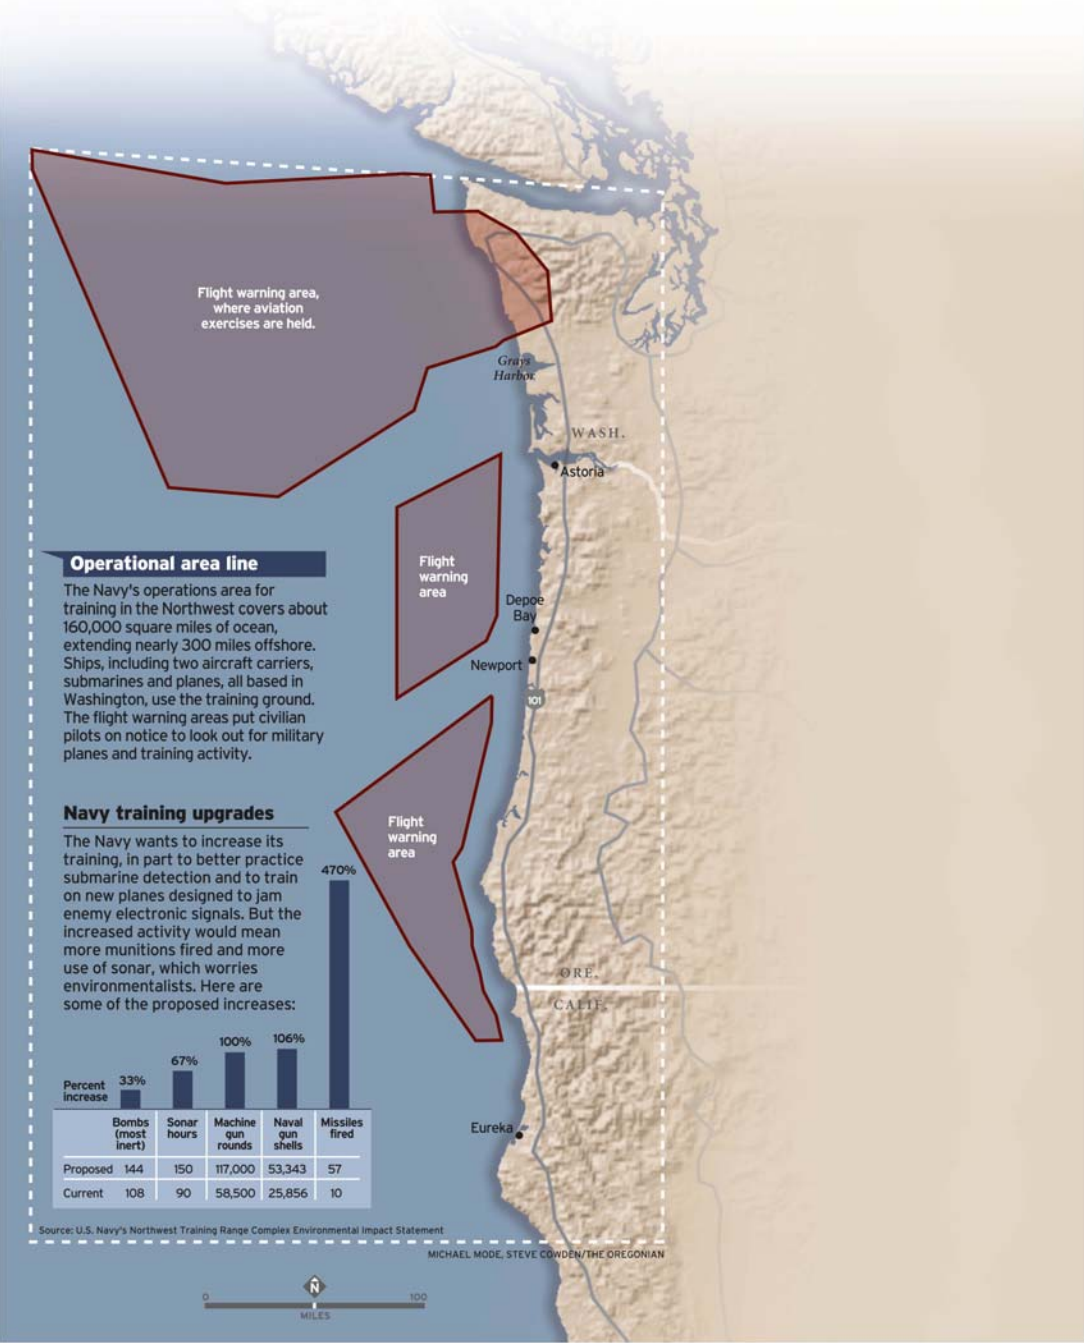 Flight warning area,
where aviation
exercises are held.
Grays
Harbor
WASH.
Astoria
Operational area line
The Navy's operations area for
training in the Northwest covers about
160,000 square miles of ocean,
extending nearly 300 miles offshore.
Ships, including two aircraft carriers,
submarines and planes, all based in
Washington, use the training ground.
The flight warning areas put civilian
pilots on notice to look out for military
planes and training activity.
Flight
warning
area
Depoe
Bay
Newport
101
Navy training upgrades
The Navy wants to increase its
training, in part to better practice
submarine detection and to train
on new planes designed to jam
enemy electronic signals. But the
increased activity would mean
more munitions fired and more
use of sonar, which worries
environmentalists. Here are
some of the proposed increases:
Flight
warning
area
ORE.
CALIF.
Percent
increase
33%
67%
100%
106%
470%
Bombs
(most
inert)
Sonar
hours
Machine
gun
rounds
Naval
gun
shells
Missiles
fired
Proposed 144 150 117,000 53,343 57
Current 108 90 58,500 25,856 10
Eureka
Source: U.S. Navy's Northwest Training Range Complex Environmental Impact Statement
MICHAEL MODE, STEVE COWDEN/THE OREGONIAN
N
0 100
MILES